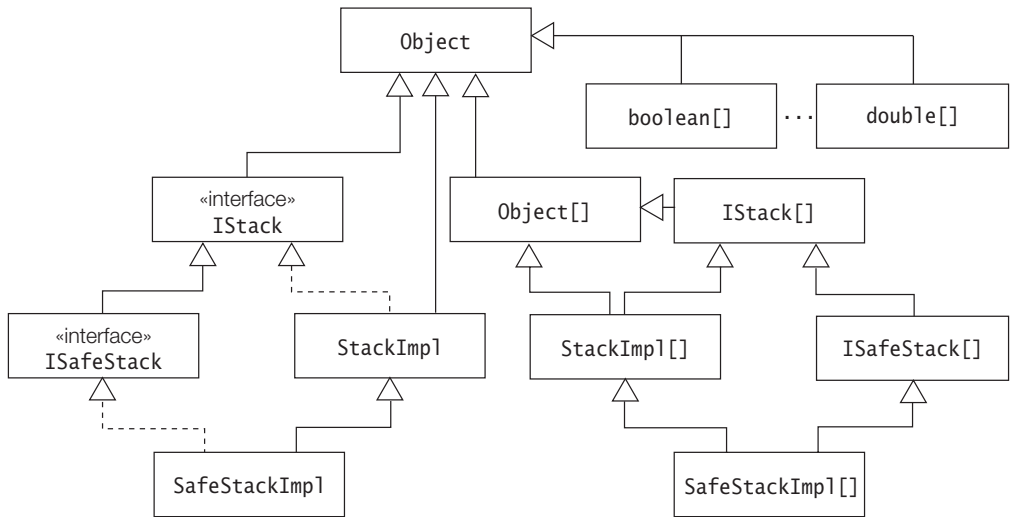 Object
boolean[]
...
double[]
«interface»
IStack
Object[]
IStack[]
«interface»
ISafeStack
StackImpl
StackImpl[]
ISafeStack[]
SafeStackImpl
SafeStackImpl[]